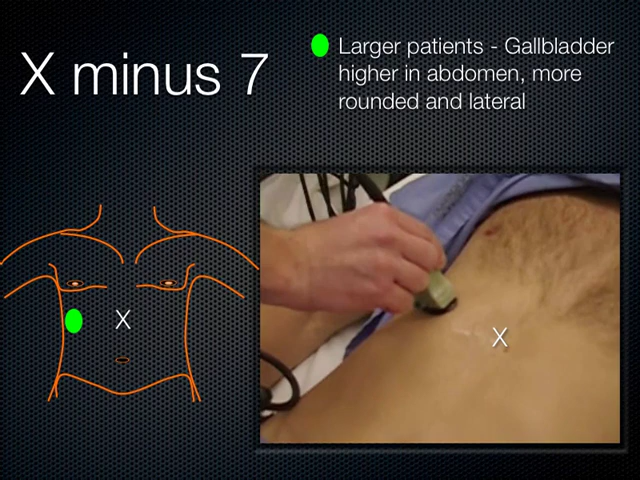 X minus 7
Larger patients - Gallbladder
higher in abdomen, more
rounded and lateral
X
X